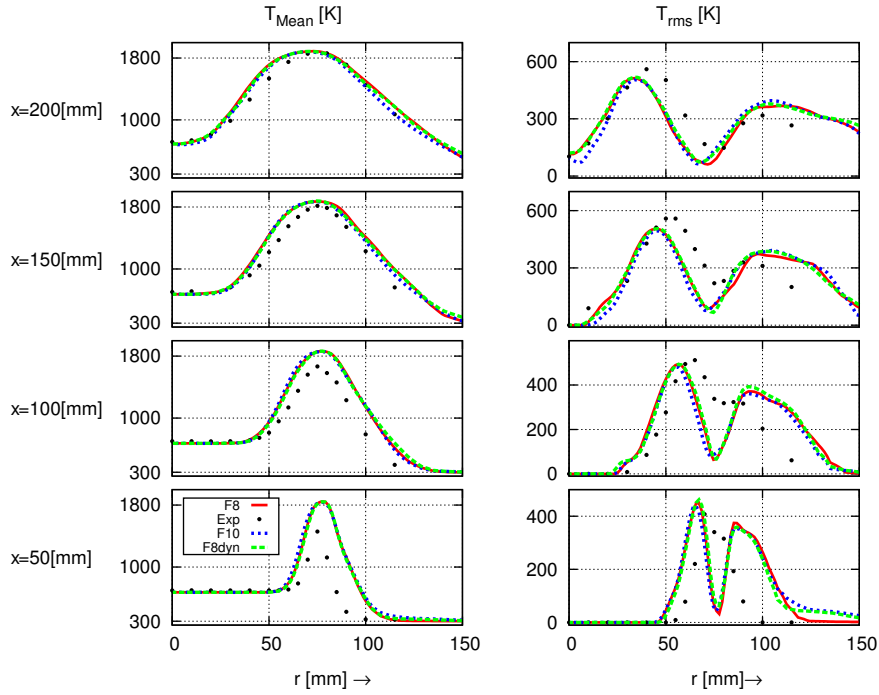 T_Mean [K]
T_rms [K]
x=200[mm]
1800
1000
300
600
300
0
x=150[mm]
1800
1000
300
600
300
0
x=100[mm]
1800
1000
300
400
200
0
x=50[mm]
1800
1000
300
F8
Exp
F10
F8dyn
400
200
0
0 50 100 150
0 50 100 150
r [mm] →
r [mm]→